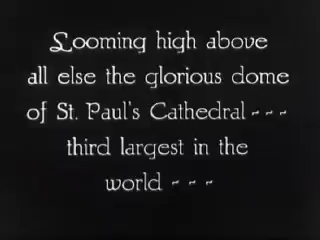 Looming high above
all else the glorious dome
of St. Paul's Cathedral - - -
third largest in the
world - - -